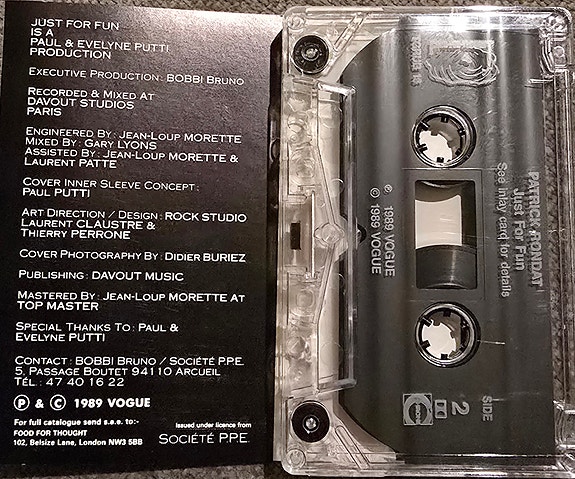 JUST FOR FUN
IS A
PAUL & EVELYNE PUTTI
PRODUCTION
EXECUTIVE PRODUCTION: BOBBI BRUNO
RECORDED & MIXED AT
DAVOUT STUDIOS
PARIS
ENGINEERED BY: JEAN-LOUP MORETTE
MIXED BY: GARY LYONS
ASSISTED BY: JEAN-LOUP MORETTE &
LAURENT PATTE
COVER INNER SLEEVE CONCEPT:
PAUL PUTTI
ART DIRECTION / DESIGN: ROCK STUDIO
LAURENT CLAUSTRE &
THIERRY PERRONE
COVER PHOTOGRAPHY BY: DIDIER BURIEZ
PUBLISHING: DAVOUT MUSIC
MASTERED BY: JEAN-LOUP MORETTE AT
TOP MASTER
SPECIAL THANKS TO: PAUL &
EVELYNE PUTTI
CONTACT: BOBBI BRUNO / SOCIÉTÉ P.P.E.
5, PASSAGE BOUTET 94110 ARCUEIL
TÉL.: 47 40 16 22
℗ & © 1989 VOGUE
For full catalogue send s.a.e. to:-
FOOD FOR THOUGHT
102, Belsize Lane, London NW3 5BB
Issued under licence from
SOCIÉTÉ P.P.E.
PATRICK RONDAT
Just For Fun
See inlay card for details
℗ 1989 VOGUE
© 1989 VOGUE
SIDE
2